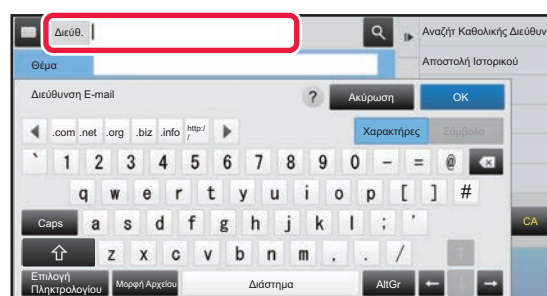 Διεύθ.
Αναζήτ Καθολικής Διεύθυν
Θέμα
Αποστολή Ιστορικού
Διεύθυνση E-mail
?
Ακύρωση
OK
.com .net .org .biz .info http:/
/
Χαρακτήρες
Σύμβολα
` 1 2 3 4 5 6 7 8 9 0 - = @
q w e r t y u i o p [ ] #
Caps a s d f g h j k l ; '
CA
z x c v b n m , . /
Επιλογή
Πληκτρολογίου
Μορφή Αρχείου
Διάστημα
AltGr